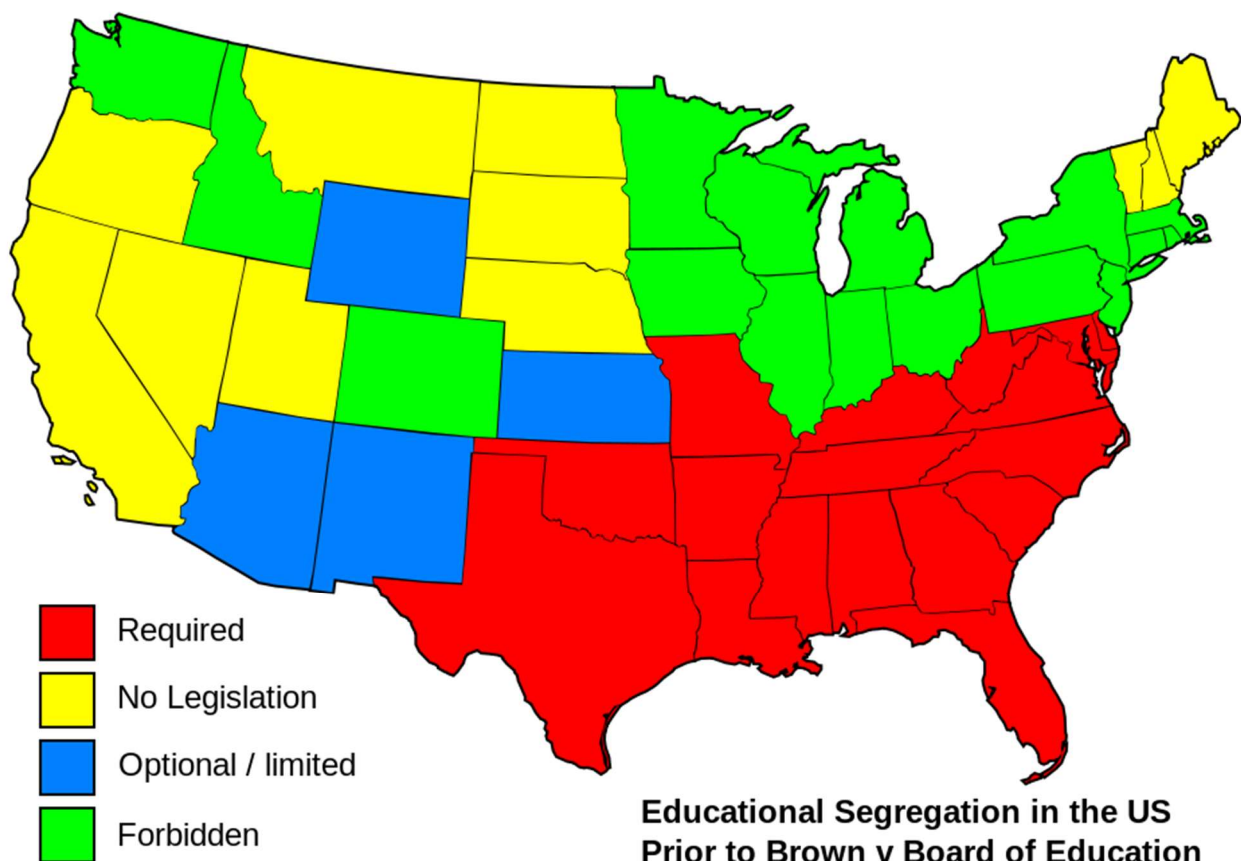 Required
No Legislation
Optional / limited
Forbidden
Educational Segregation in the US
Prior to Brown v Board of Education